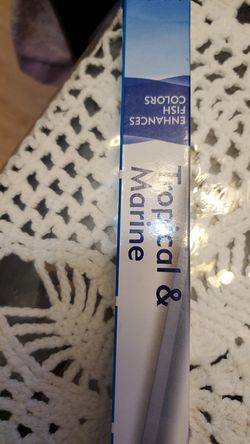 ENHANCES
FISH
COLORS
Tropical &
Marine